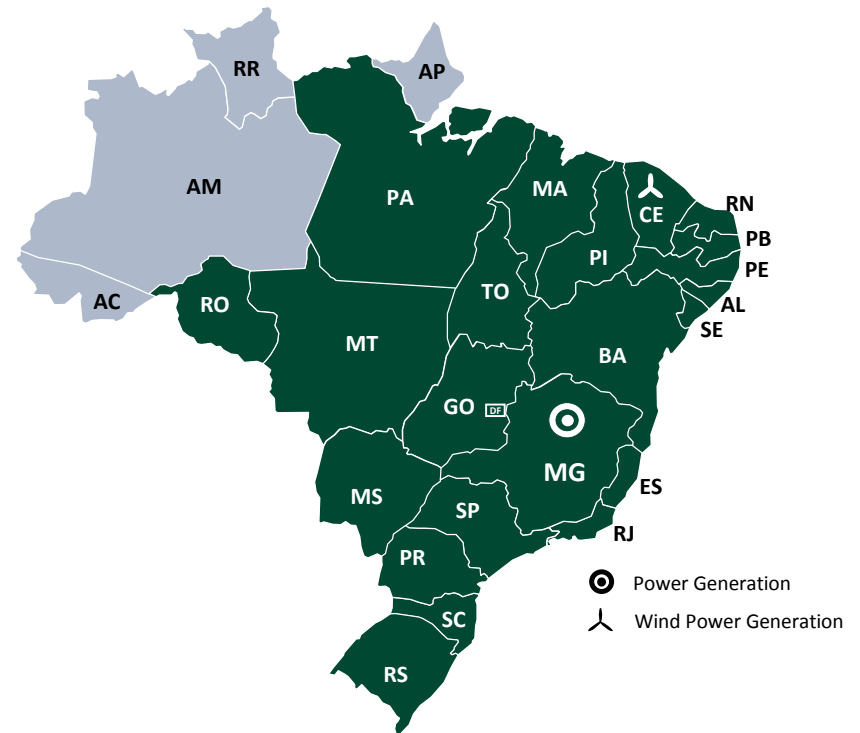 RR
AP
AM
PA
MA
CE
RN
PB
PI
PE
TO
AL
AC
RO
SE
MT
BA
GO
DF
MG
ES
MS
SP
RJ
PR
Power Generation
SC
Wind Power Generation
RS